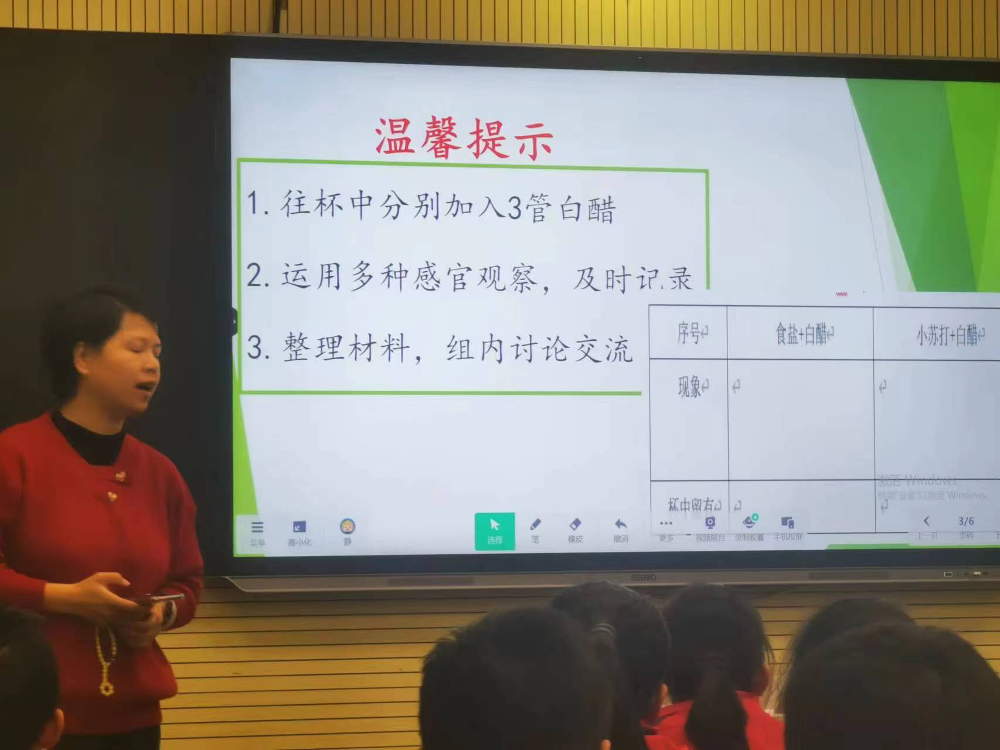 温馨提示
1.往杯中分别加入3管白醋
2.运用多种感官观察，及时记录
3.整理材料，组内讨论交流
序号 食盐+白醋 小苏打+白醋
现象
杯中留有
激活 Windows
转到"设置"以激活 Windows。
菜单 最小化 静 选择 笔 橡皮 撤消 更多 视频展台 录制胶囊 手机投屏 上一页 3/6 页码
seewo